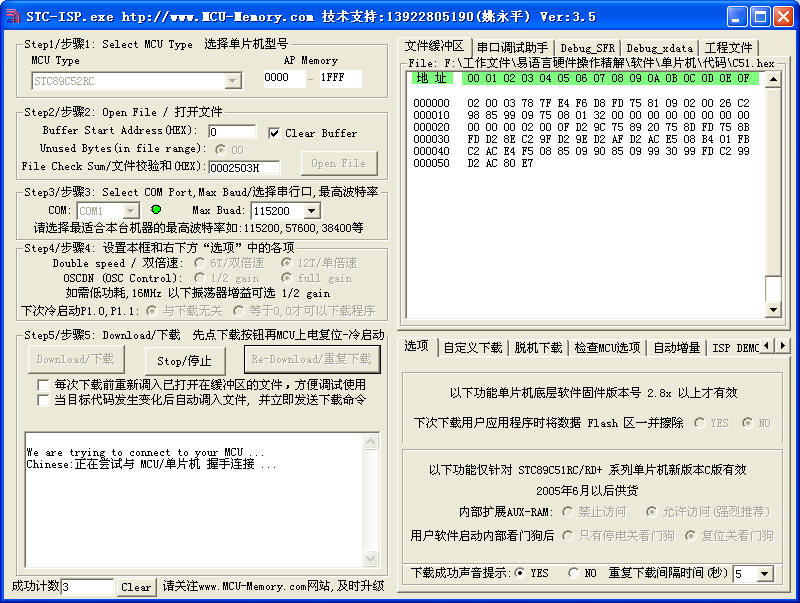 STC-ISP.exe http://www.MCU-Memory.com 技术支持:13922805190(姚永平) Ver:3.5
Step1/步骤1: Select MCU Type 选择单片机型号
MCU Type AP Memory
STC89C52RC 0000 - 1FFF
Step2/步骤2: Open File / 打开文件
Buffer Start Address(HEX): 0 Clear Buffer
Unused Bytes(in file range): 00
File Check Sum/文件校验和(HEX): 0002503H Open File
Step3/步骤3: Select COM Port,Max Baud/选择串行口,最高波特率
COM: COM1 Max Buad: 115200
请选择最适合本台机器的最高波特率如:115200,57600,38400等
Step4/步骤4: 设置本框和右下方“选项”中的各项
Double speed / 双倍速: 6T/双倍速 12T/单倍速
OSCDN (OSC Control): 1/2 gain full gain
如需低功耗,16MHz 以下振荡器增益可选 1/2 gain
下次冷启动P1.0,P1.1: 与下载无关 等于0,0才可以下载程序
Step5/步骤5: Download/下载 先点下载按钮再MCU上电复位-冷启动
Download/下载 Stop/停止 Re-Download/重复下载
每次下载前重新调入已打开在缓冲区的文件，方便调试使用
当目标代码发生变化后自动调入文件, 并立即发送下载命令
We are trying to connect to your MCU ...
Chinese:正在尝试与 MCU/单片机 握手连接 ...
成功计数 3 Clear 请关注www.MCU-Memory.com网站,及时升级
文件缓冲区 串口调试助手 Debug_SFR Debug_xdata 工程文件
File: F:\工作文件\易语言硬件操作精解\软件\单片机\代码\C51.hex
地 址 00 01 02 03 04 05 06 07 08 09 0A 0B 0C 0D 0E 0F
000000 02 00 03 78 7F E4 F6 D8 FD 75 81 09 02 00 26 C2
000010 98 85 99 09 75 08 01 32 00 00 00 00 00 00 00 00
000020 00 00 00 00 02 00 0F D2 9C 75 89 20 75 8D FD 75 8B
000030 FD D2 8E C2 9F D2 9E D2 AF D2 AC E5 08 B4 01 FB
000040 C2 AC E4 F5 08 85 09 90 85 09 99 30 99 FD C2 99
000050 D2 AC 80 E7
选项 自定义下载 脱机下载 检查MCU选项 自动增量 ISP DEMO
以下功能单片机底层软件固件版本号 2.8x 以上才有效
下次下载用户应用程序时将数据 Flash 区一并擦除 YES NO
以下功能仅针对 STC89C51RC/RD+ 系列单片机新版本C版有效
2005年6月以后供货
内部扩展AUX-RAM: 禁止访问 允许访问(强烈推荐)
用户软件启动内部看门狗后 只有停电关看门狗 复位关看门狗
下载成功声音提示: YES NO 重复下载间隔时间(秒) 5